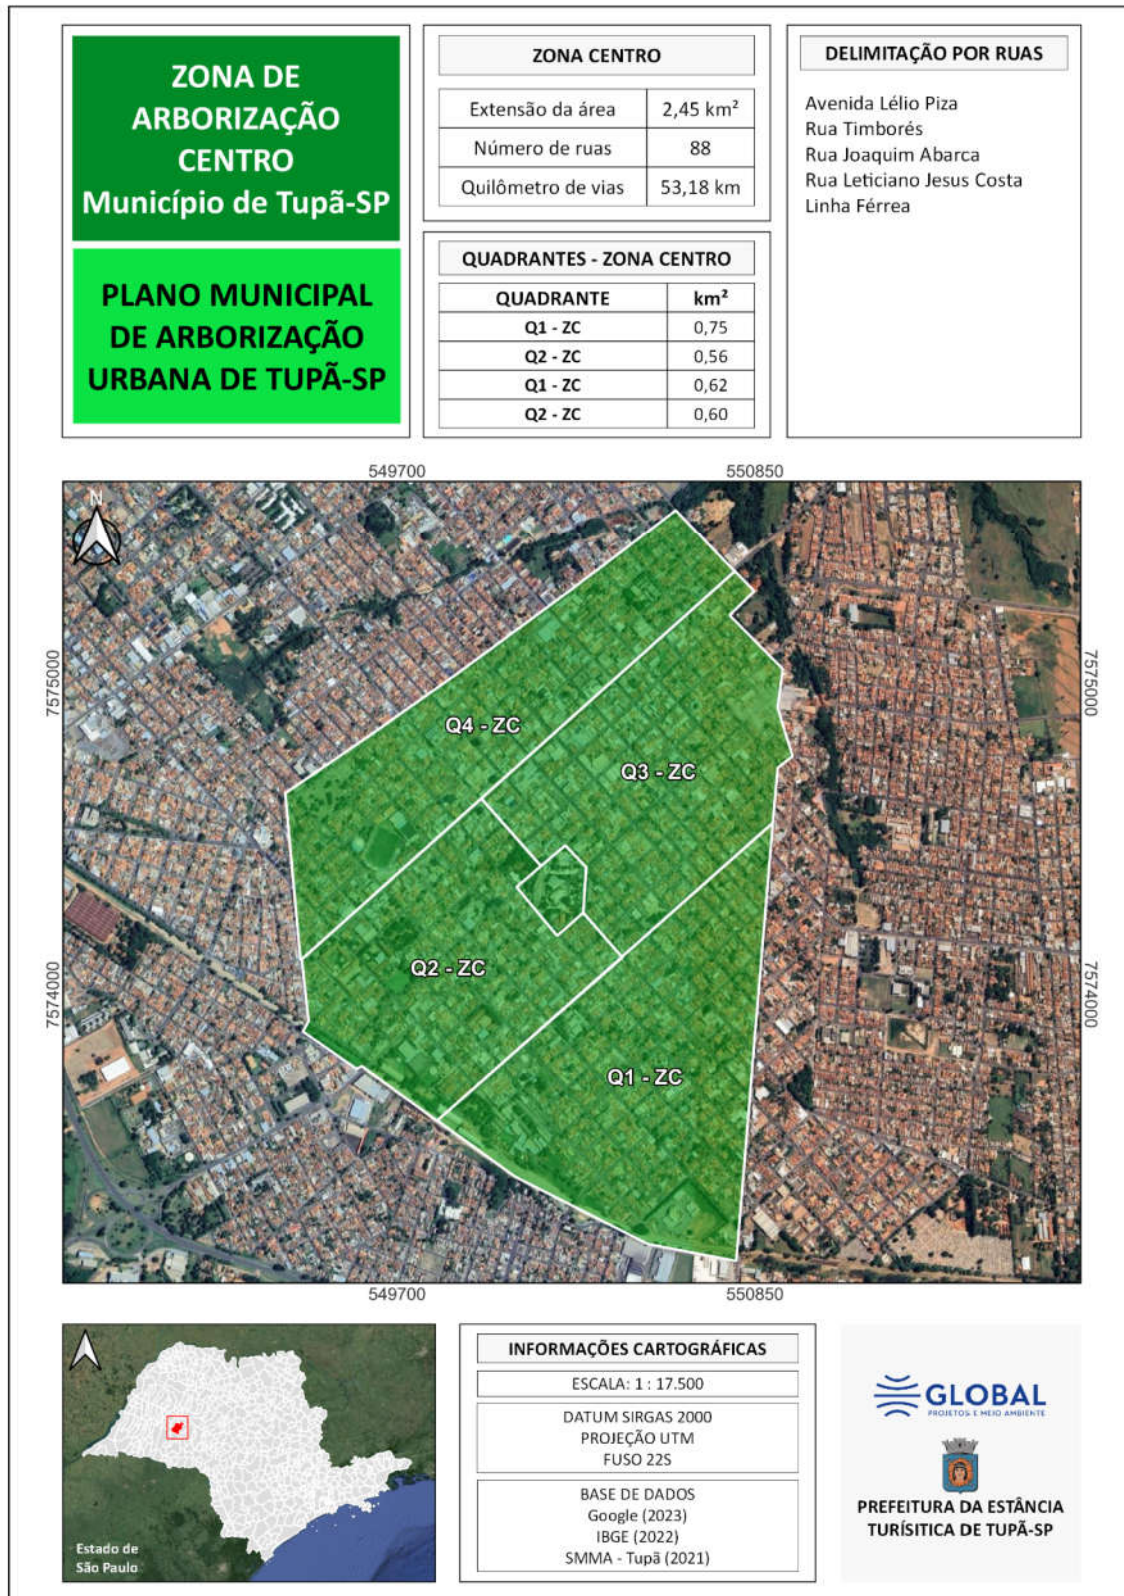 ZONA DE
ARBORIZAÇÃO
CENTRO
Município de Tupã-SP
PLANO MUNICIPAL
DE ARBORIZAÇÃO
URBANA DE TUPÃ-SP
ZONA CENTRO
Extensão da área 2,45 km²
Número de ruas 88
Quilômetro de vias 53,18 km
QUADRANTES - ZONA CENTRO
QUADRANTE km²
Q1 - ZC 0,75
Q2 - ZC 0,56
Q1 - ZC 0,62
Q2 - ZC 0,60
DELIMITAÇÃO POR RUAS
Avenida Lélio Piza
Rua Timborés
Rua Joaquim Abarca
Rua Leticiano Jesus Costa
Linha Férrea
549700 550850
N
7575000 7575000
Q4 - ZC
Q3 - ZC
Q2 - ZC
7574000 7574000
Q1 - ZC
549700 550850
Estado de
São Paulo
INFORMAÇÕES CARTOGRÁFICAS
ESCALA: 1 : 17.500
DATUM SIRGAS 2000
PROJEÇÃO UTM
FUSO 22S
BASE DE DADOS
Google (2023)
IBGE (2022)
SMMA - Tupã (2021)
GLOBAL
PROJETOS E MEIO AMBIENTE
PREFEITURA DA ESTÂNCIA
TURÍSITICA DE TUPÃ-SP